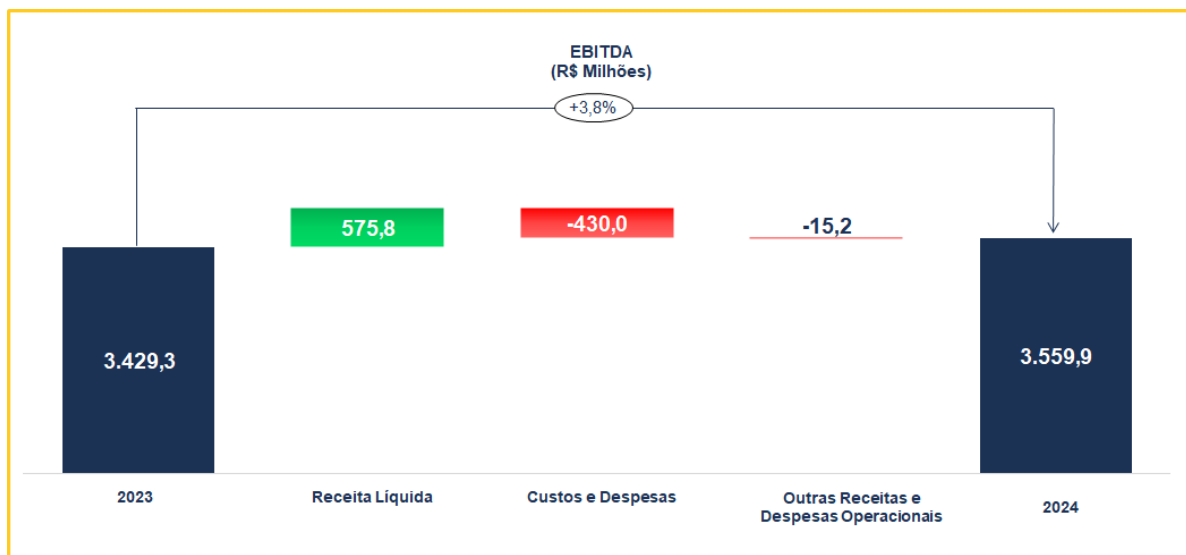 EBITDA
(R$ Milhões)
+3,8%
575,8
-430,0
-15,2
3.429,3
3.559,9
2023
Receita Líquida
Custos e Despesas
Outras Receitas e
Despesas Operacionais
2024